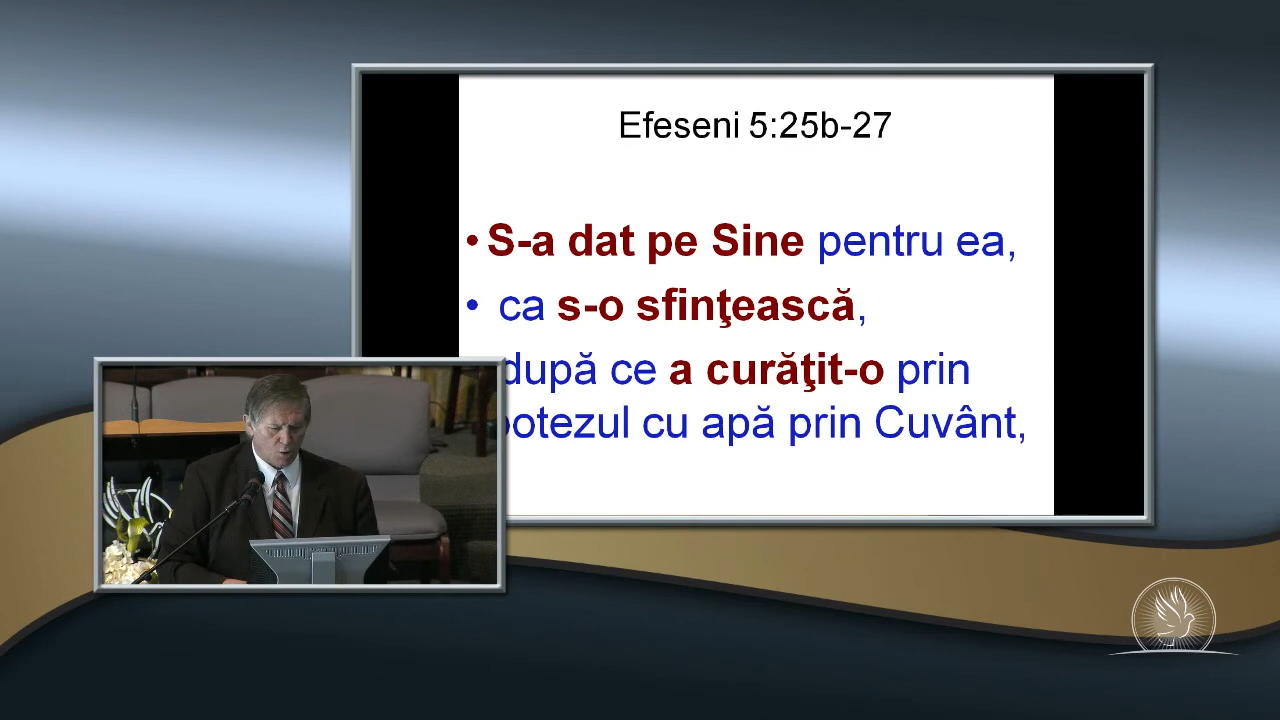 Efeseni 5:25b-27
• S-a dat pe Sine pentru ea,
• ca s-o sfinţească,
după ce a curăţit-o prin
botezul cu apă prin Cuvânt,